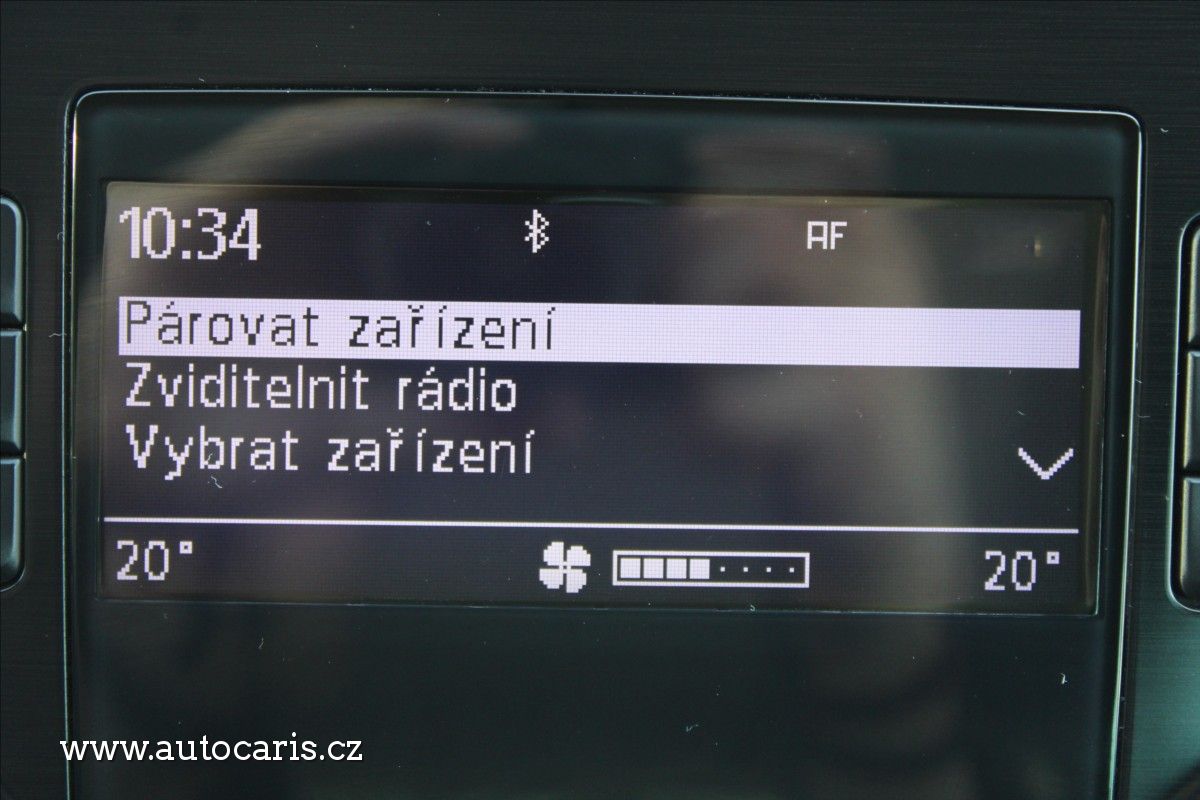 10:34 AF
Párovat zařízení
Zviditelnit rádio
Vybrat zařízení
20° 20°
www.autocaris.cz